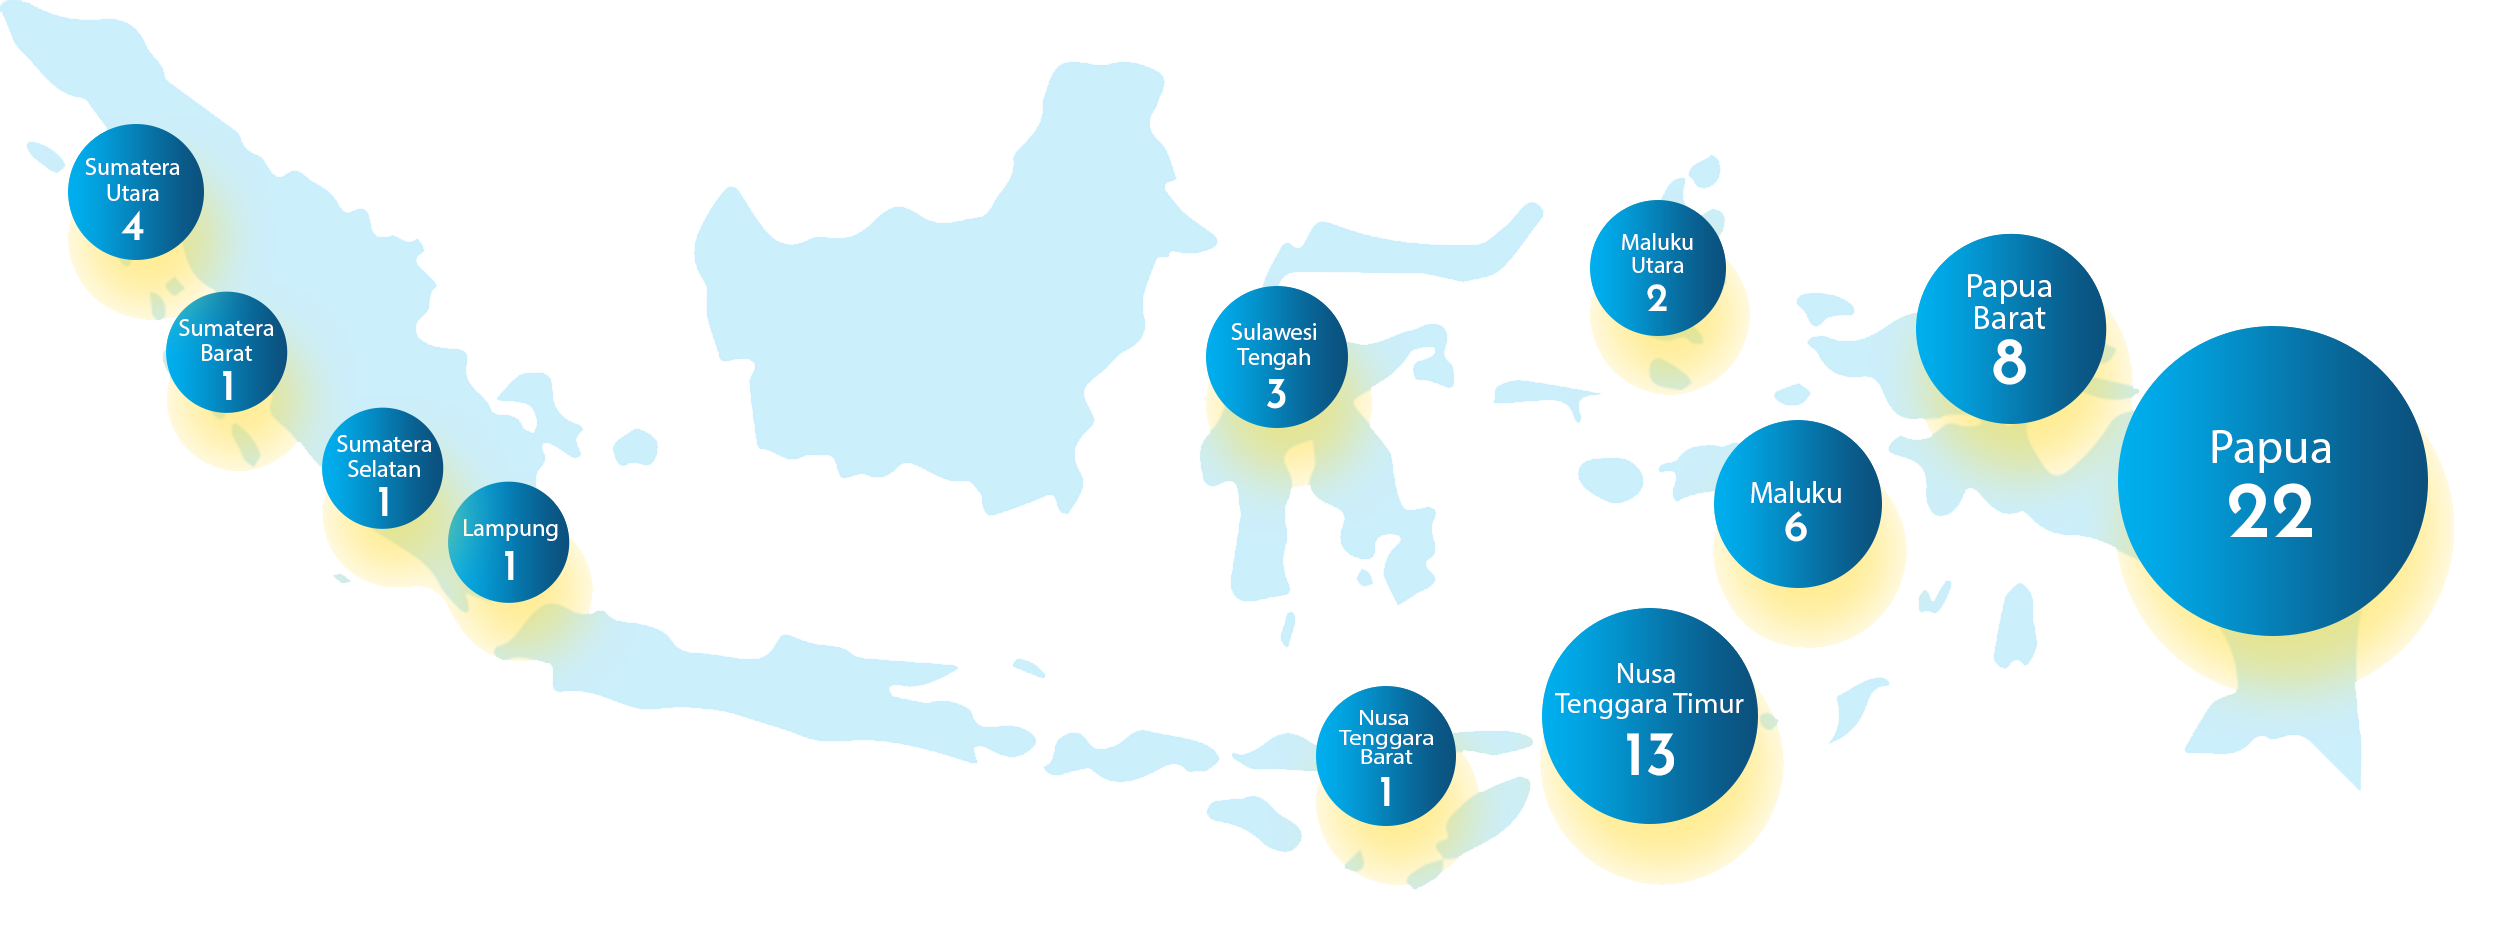 Sumatera
Utara
4
Sumatera
Barat
1
Sumatera
Selatan
1
Lampung
1
Sulawesi
Tengah
3
Maluku
Utara
2
Papua
Barat
8
Papua
22
Maluku
6
Nusa
Tenggara Timur
13
Nusa
Tenggara
Barat
1